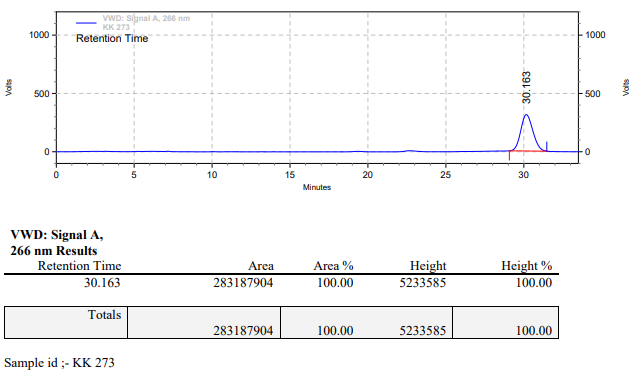 VWD: Signal A, 266 nm
KK 273
Retention Time
1000
1000
Volts
500
500
Volts
30.163
0
0
0 5 10 15 20 25 30
Minutes
VWD: Signal A,
266 nm Results
Retention Time Area Area % Height Height %
30.163 283187904 100.00 5233585 100.00
Totals
283187904 100.00 5233585 100.00
Sample id ;- KK 273